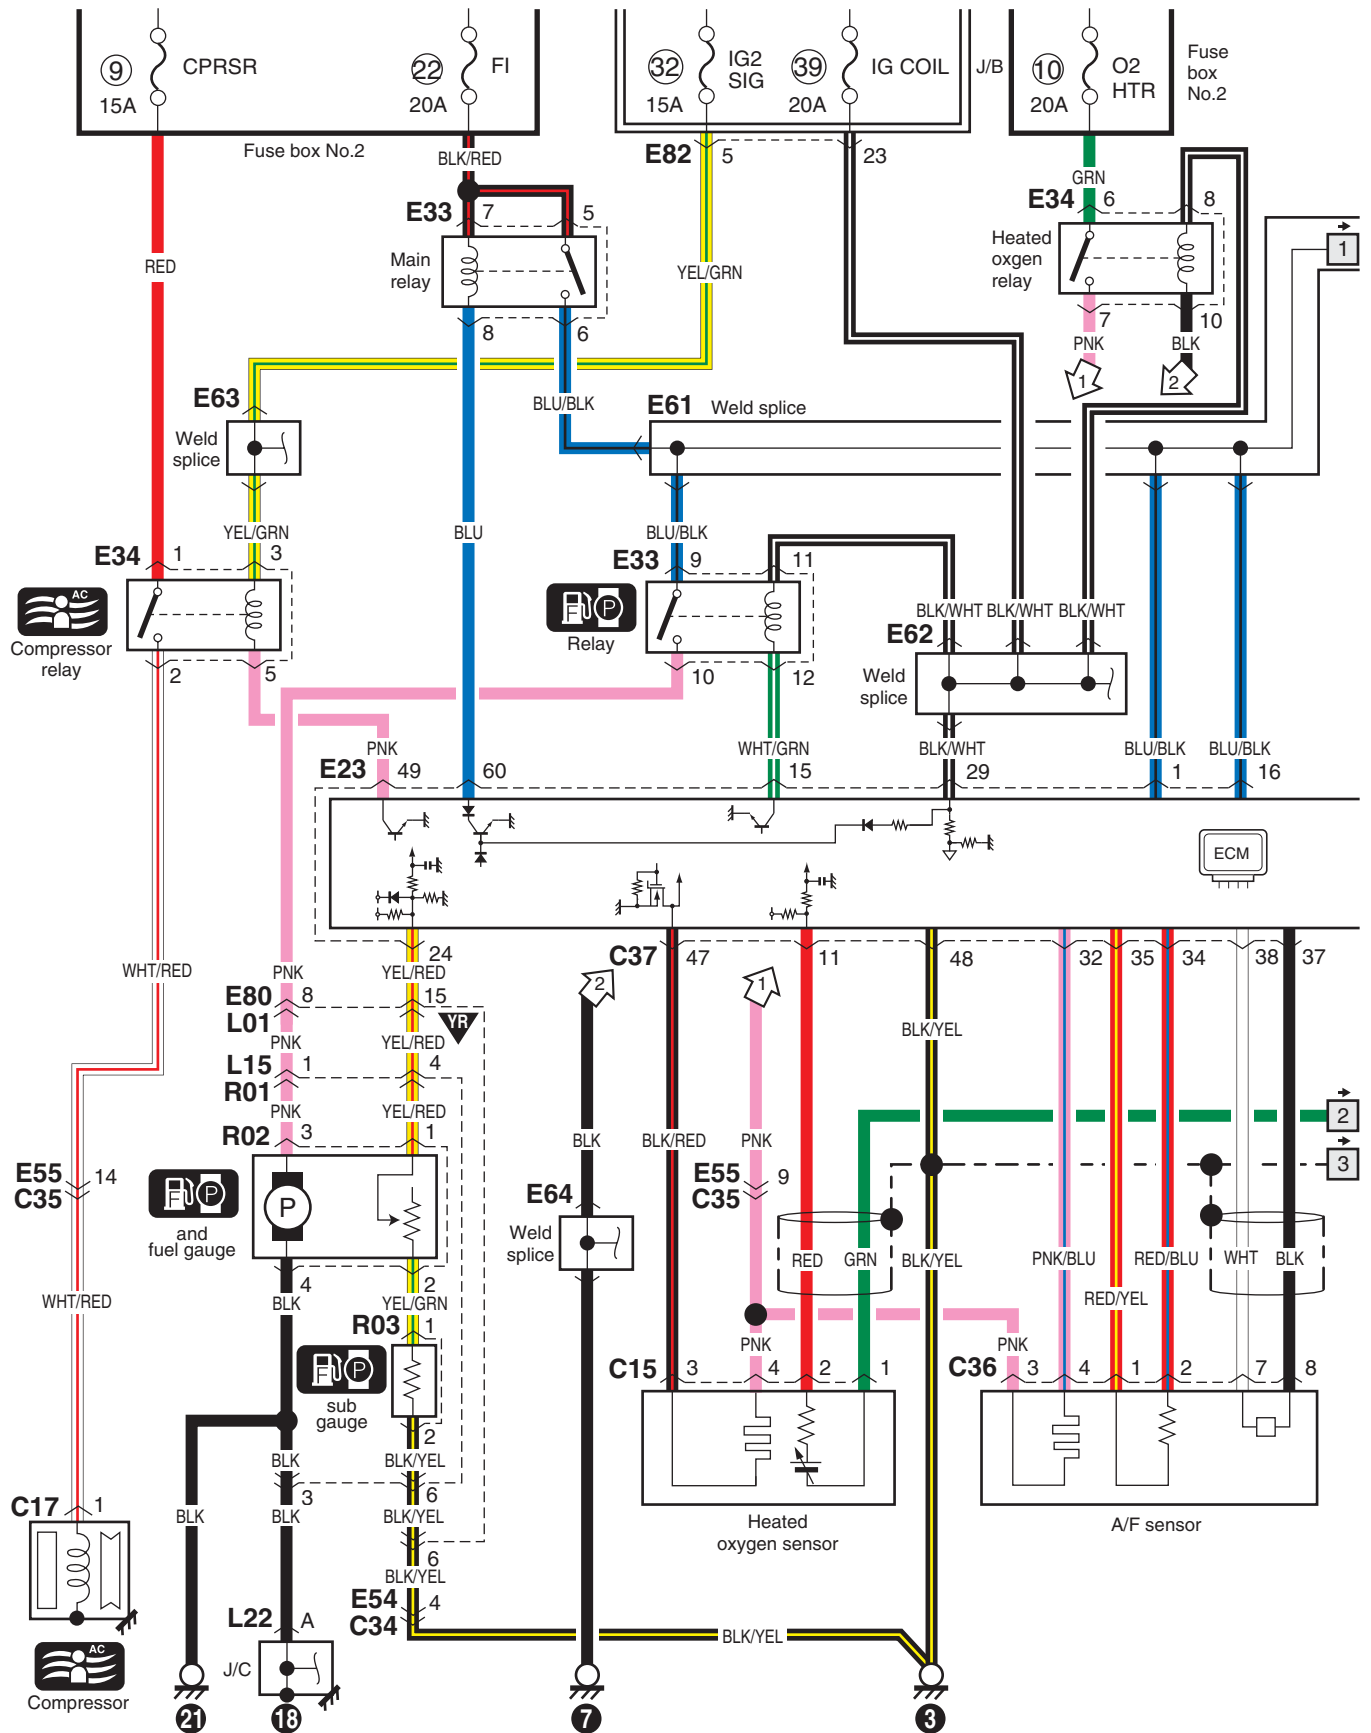 9 CPRSR 22 FI 32 IG2 SIG 39 IG COIL J/B 10 O2 HTR Fuse box No.2
15A 20A 15A 20A 20A
Fuse box No.2
BLK/RED
E82 5 23
GRN
E33 7 5
E34 6 8
Main relay
Heated oxgen relay
1
RED
YEL/GRN
8 6
7 10
PNK BLK
1 2
E63
BLU/BLK
E61 Weld splice
Weld splice
YEL/GRN BLU BLU/BLK
E34 1 3
E33 9 11
AC
Compressor relay
F P
Relay
BLK/WHT BLK/WHT BLK/WHT
E62
2 5
10 12
Weld splice
PNK WHT/GRN BLK/WHT BLU/BLK BLU/BLK
E23 49 60 15 29 1 16
ECM
24
C37 47 11 48 32 35 34 38 37
WHT/RED PNK YEL/RED
E80 8 15
L01
YR
2 1
BLK/YEL
PNK YEL/RED
L15 1 4
R01
PNK YEL/RED
2
R02 3 1
BLK BLK/RED PNK
3
E55 14
C35
E55 9
C35
F P
and fuel gauge
P
E64
Weld splice
RED GRN BLK/YEL PNK/BLU RED/BLU WHT BLK
4 2
WHT/RED BLK YEL/GRN
RED/YEL
R03 1
PNK PNK
F P
sub gauge
C15 3 4 2 1
C36 3 4 1 2 7 8
2
BLK BLK/YEL
3 6
C17 1
BLK BLK BLK/YEL
Heated oxygen sensor
A/F sensor
6
BLK/YEL
E54 4
C34
L22 A
BLK/YEL
AC
Compressor
J/C
21 18 7 3